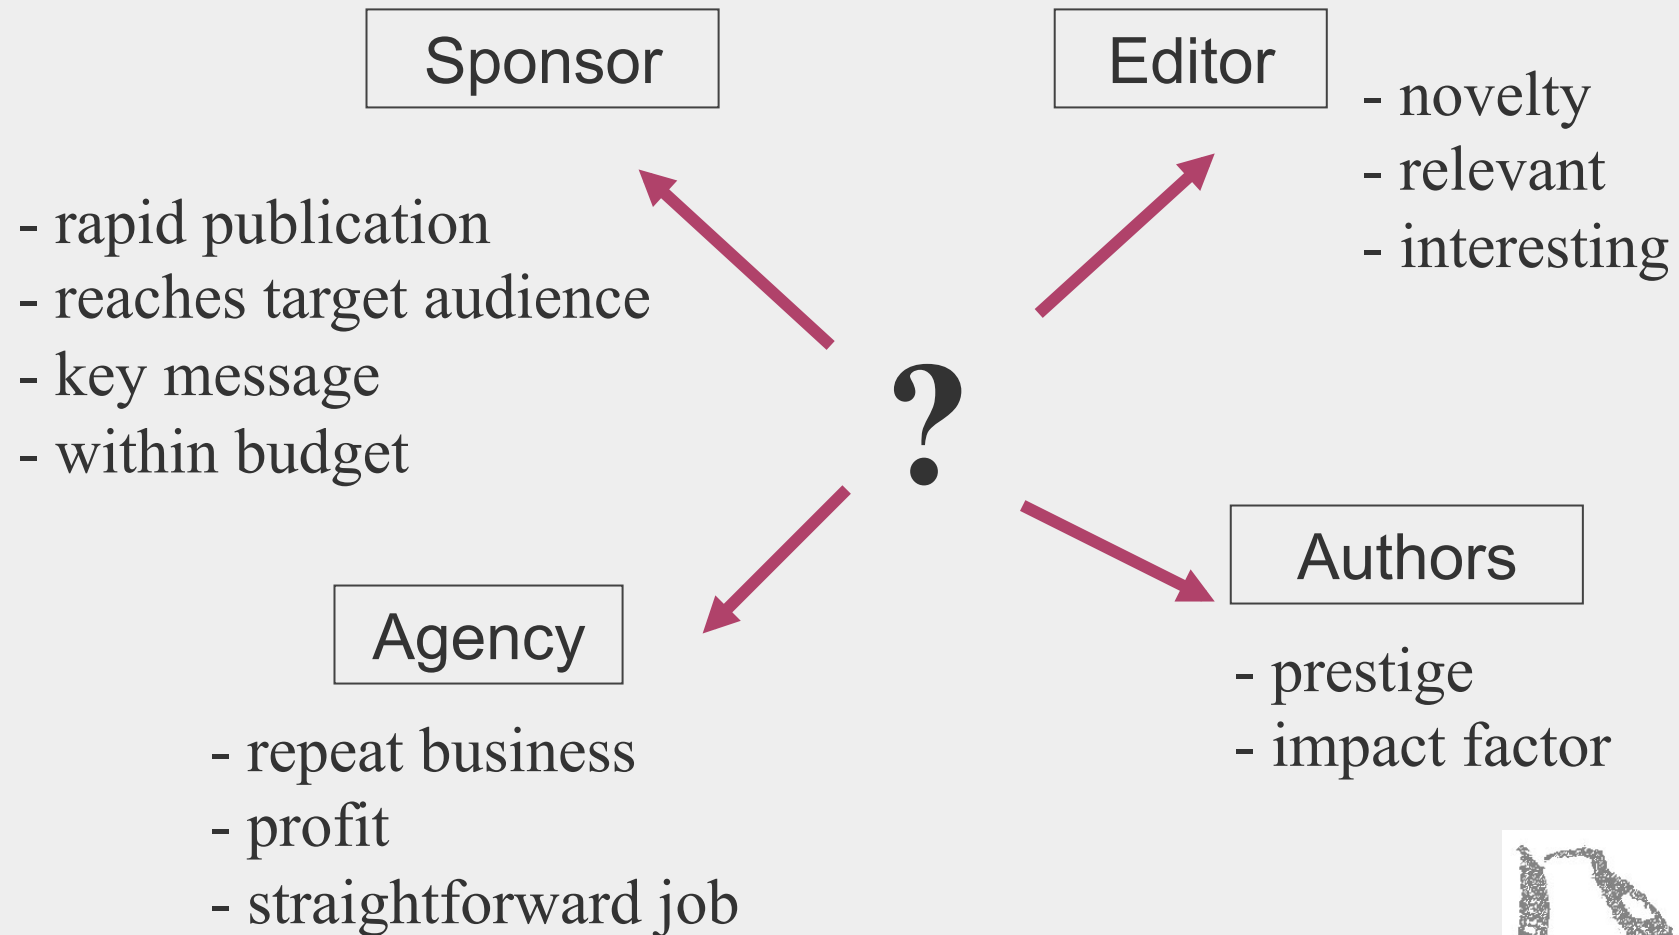 Sponsor
- rapid publication
- reaches target audience
- key message
- within budget
Editor
- novelty
- relevant
- interesting
?
Agency
- repeat business
- profit
- straightforward job
Authors
- prestige
- impact factor